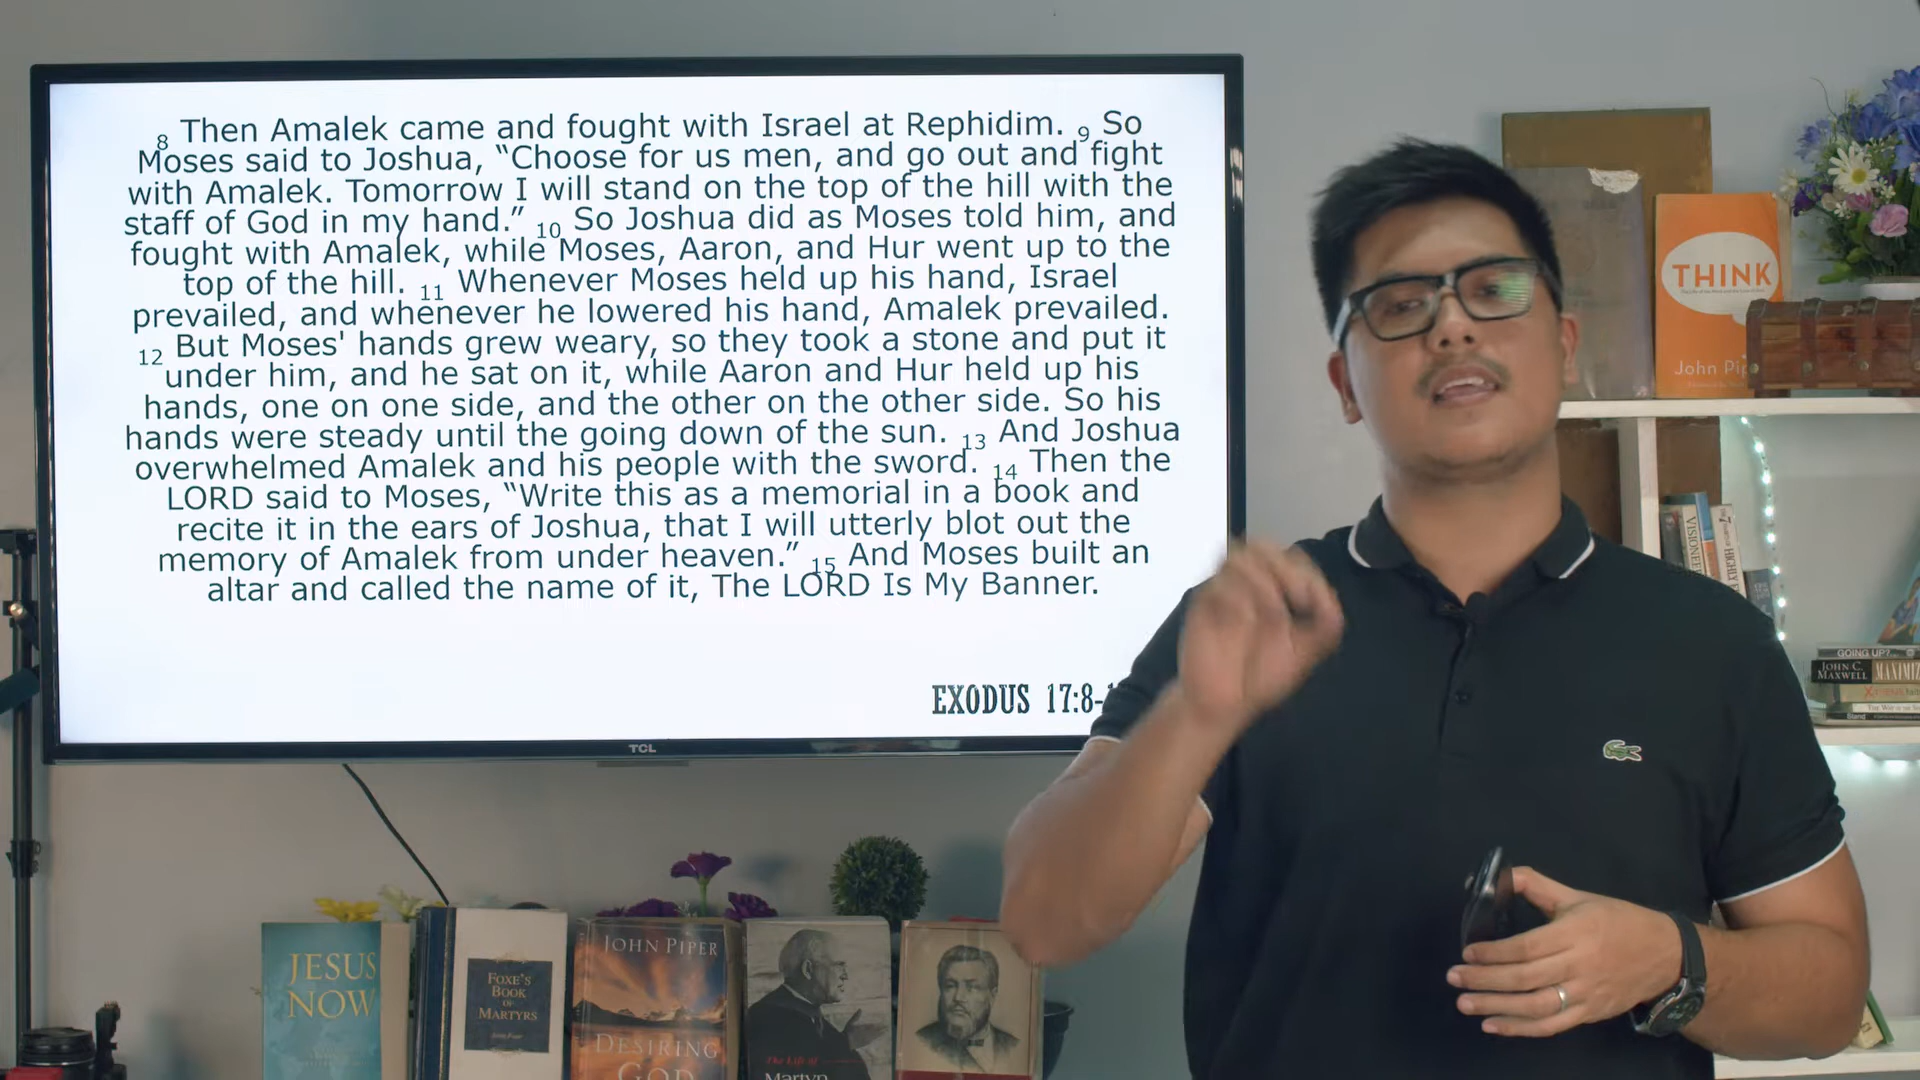 8 Then Amalek came and fought with Israel at Rephidim. 9 So
Moses said to Joshua, “Choose for us men, and go out and fight
with Amalek. Tomorrow I will stand on the top of the hill with the
staff of God in my hand.” 10 So Joshua did as Moses told him, and
fought with Amalek, while Moses, Aaron, and Hur went up to the
top of the hill. 11 Whenever Moses held up his hand, Israel
prevailed, and whenever he lowered his hand, Amalek prevailed.
12 But Moses' hands grew weary, so they took a stone and put it
under him, and he sat on it, while Aaron and Hur held up his
hands, one on one side, and the other on the other side. So his
hands were steady until the going down of the sun. 13 And Joshua
overwhelmed Amalek and his people with the sword. 14 Then the
LORD said to Moses, “Write this as a memorial in a book and
recite it in the ears of Joshua, that I will utterly blot out the
memory of Amalek from under heaven.” 15 And Moses built an
altar and called the name of it, The LORD Is My Banner.
EXODUS 17:8-
TCL
THINK
John Pip
GOING UP?...
JOHN C.
MAXWELL
JESUS
NOW
FOXE'S
BOOK
OF
MARTYRS
JOHN PIPER
DESIRING
GOD
The Life of
Martyn